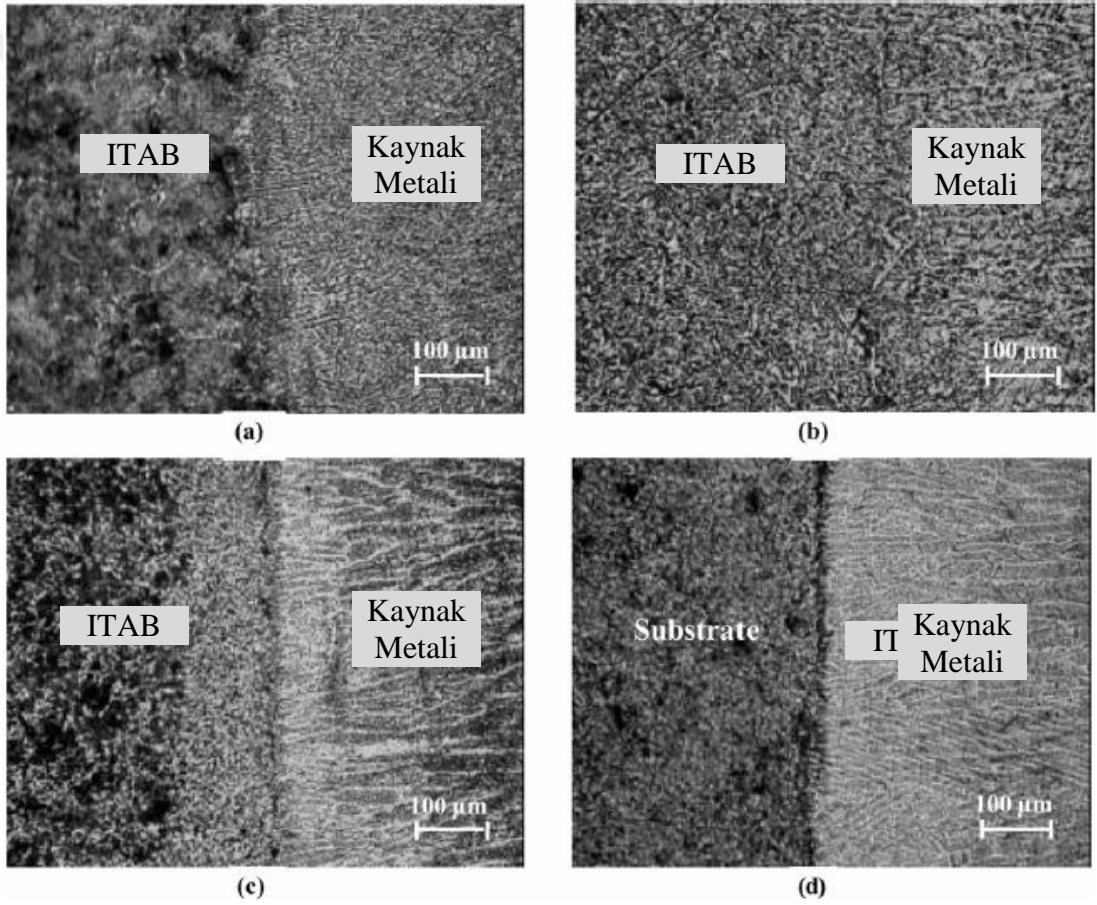 ITAB
Kaynak
Metali
100 µm
(a)
ITAB
Kaynak
Metali
100 µm
(b)
ITAB
Kaynak
Metali
100 µm
(c)
Substrate
Kaynak
Metali
100 µm
(d)